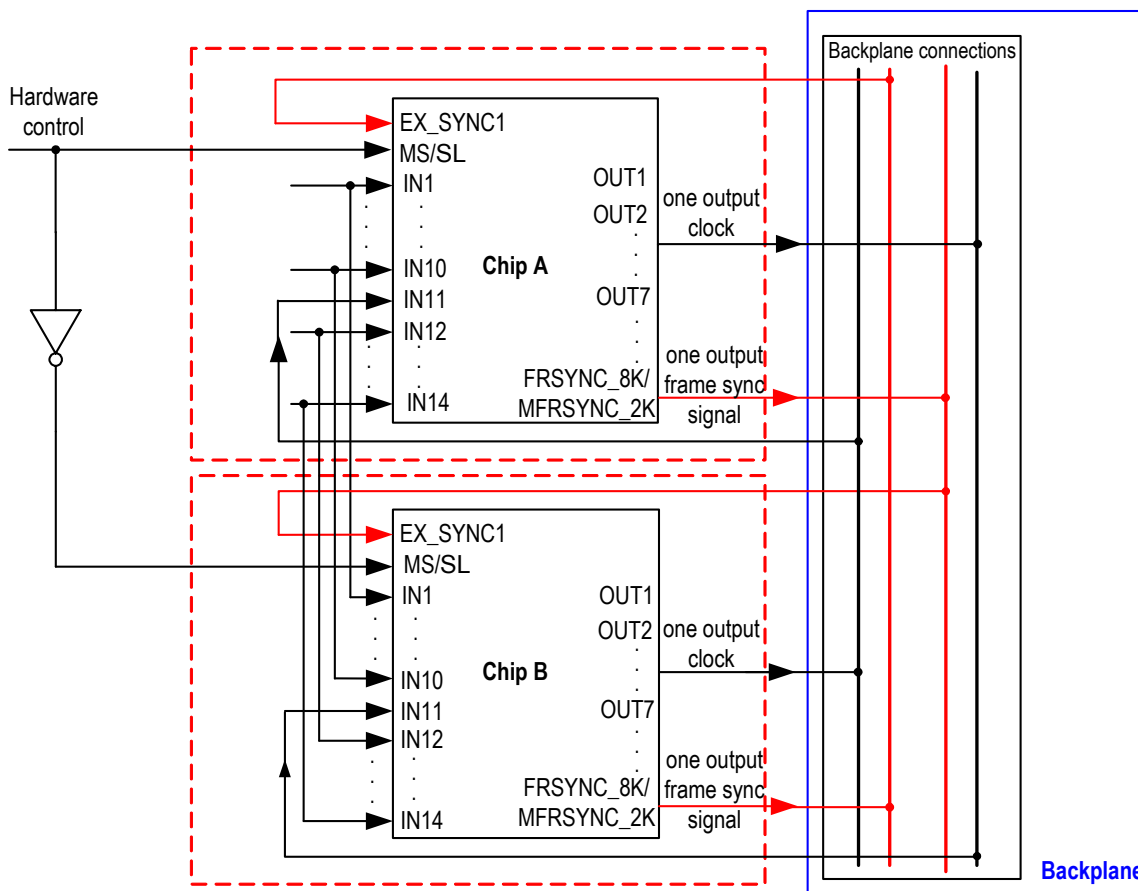 Backplane connections
Hardware
control
EX_SYNC1
MS/SL
IN1
IN10
IN11
IN12
IN14
Chip A
OUT1
OUT2
OUT7
FRSYNC_8K/
MFRSYNC_2K
one output
clock
one output
frame sync
signal
EX_SYNC1
MS/SL
IN1
IN10
IN11
IN12
IN14
Chip B
OUT1
OUT2
OUT7
FRSYNC_8K/
MFRSYNC_2K
one output
clock
one output
frame sync
signal
Backplane